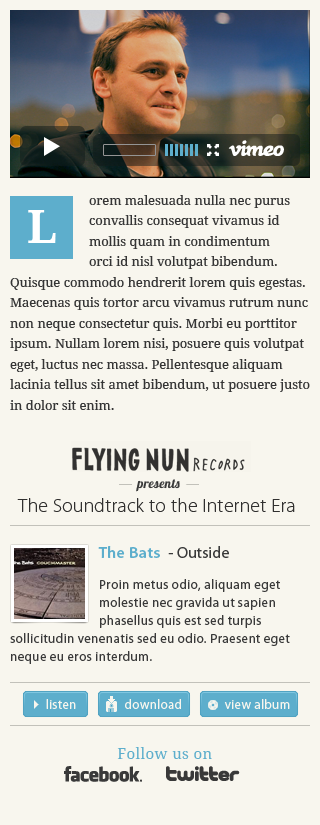 vimeo
Lorem malesuada nulla nec purus
convallis consequat vivamus id
mollis quam in condimentum
orci id nisl volutpat bibendum.
Quisque commodo hendrerit lorem quis egestas.
Maecenas quis tortor arcu vivamus rutrum nunc
non neque consectetur quis. Morbi eu porttitor
ipsum. Nullam lorem nisi, posuere quis volutpat
eget, luctus nec massa. Pellentesque aliquam
lacinia tellus sit amet bibendum, ut posuere justo
in dolor sit enim.
FLYING NUN RECORDS
presents
The Soundtrack to the Internet Era
the Bats COUCHMASTER
The Bats - Outside
Proin metus odio, aliquam eget
molestie nec gravida ut sapien
phasellus quis est sed turpis
sollicitudin venenatis sed eu odio. Praesent eget
neque eu eros interdum.
listen download view album
Follow us on
facebook. twitter